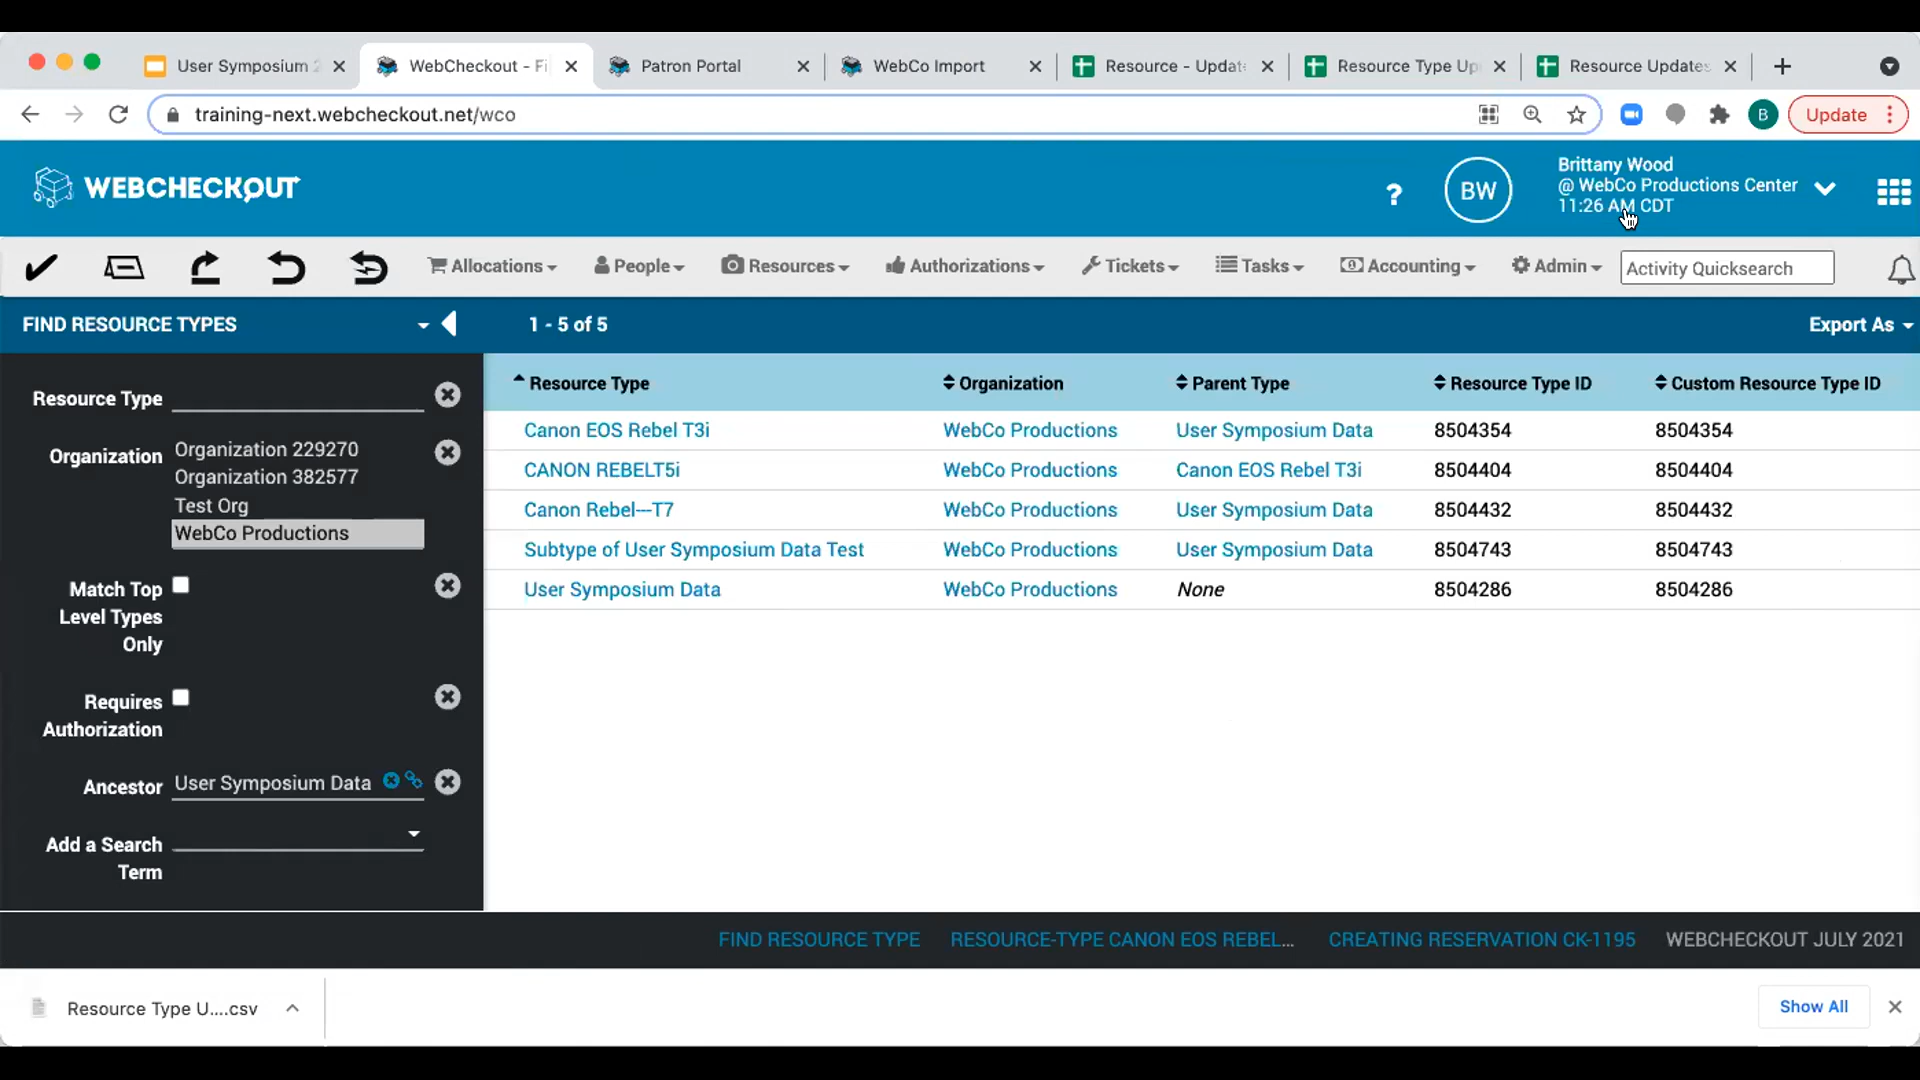 User Symposium 2
WebCheckout - Fi
Patron Portal
WebCo Import
Resource - Updat
Resource Type Up
Resource Updates
training-next.webcheckout.net/wco
B
Update
WEBCHECKOUT
?
BW
Brittany Wood
@ WebCo Productions Center
11:26 AM CDT
Allocations
People
Resources
Authorizations
Tickets
Tasks
Accounting
Admin
Activity Quicksearch
FIND RESOURCE TYPES
1 - 5 of 5
Export As
Resource Type
Organization
Organization 229270
Organization 382577
Test Org
WebCo Productions
Match Top
Level Types
Only
Requires
Authorization
Ancestor
User Symposium Data
Add a Search
Term
Resource Type Organization Parent Type Resource Type ID Custom Resource Type ID
Canon EOS Rebel T3i WebCo Productions User Symposium Data 8504354 8504354
CANON REBELT5i WebCo Productions Canon EOS Rebel T3i 8504404 8504404
Canon Rebel---T7 WebCo Productions User Symposium Data 8504432 8504432
Subtype of User Symposium Data Test WebCo Productions User Symposium Data 8504743 8504743
User Symposium Data WebCo Productions None 8504286 8504286
FIND RESOURCE TYPE RESOURCE-TYPE CANON EOS REBEL... CREATING RESERVATION CK-1195 WEBCHECKOUT JULY 2021
Resource Type U....csv
Show All